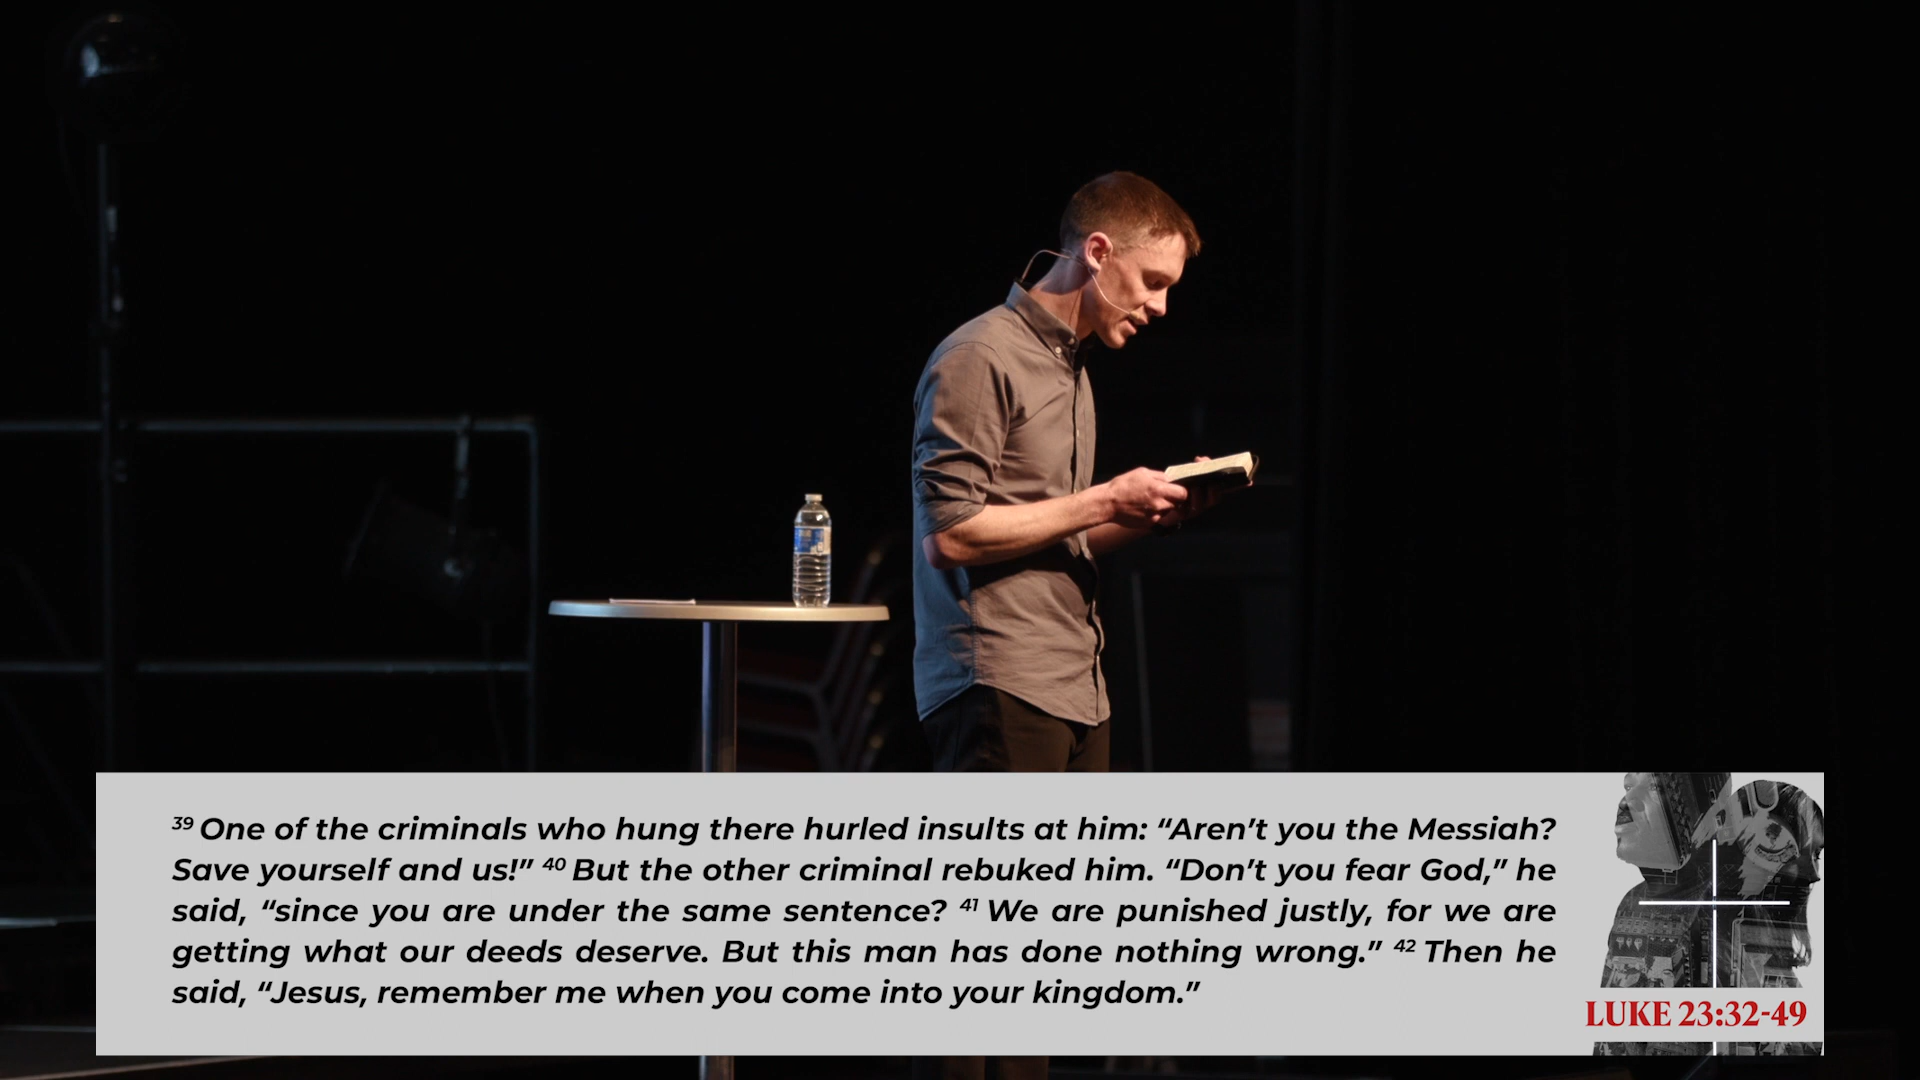 39 One of the criminals who hung there hurled insults at him: “Aren’t you the Messiah?
Save yourself and us!” 40 But the other criminal rebuked him. “Don’t you fear God,” he
said, “since you are under the same sentence? 41 We are punished justly, for we are
getting what our deeds deserve. But this man has done nothing wrong.” 42 Then he
said, “Jesus, remember me when you come into your kingdom.”
LUKE 23:32-49